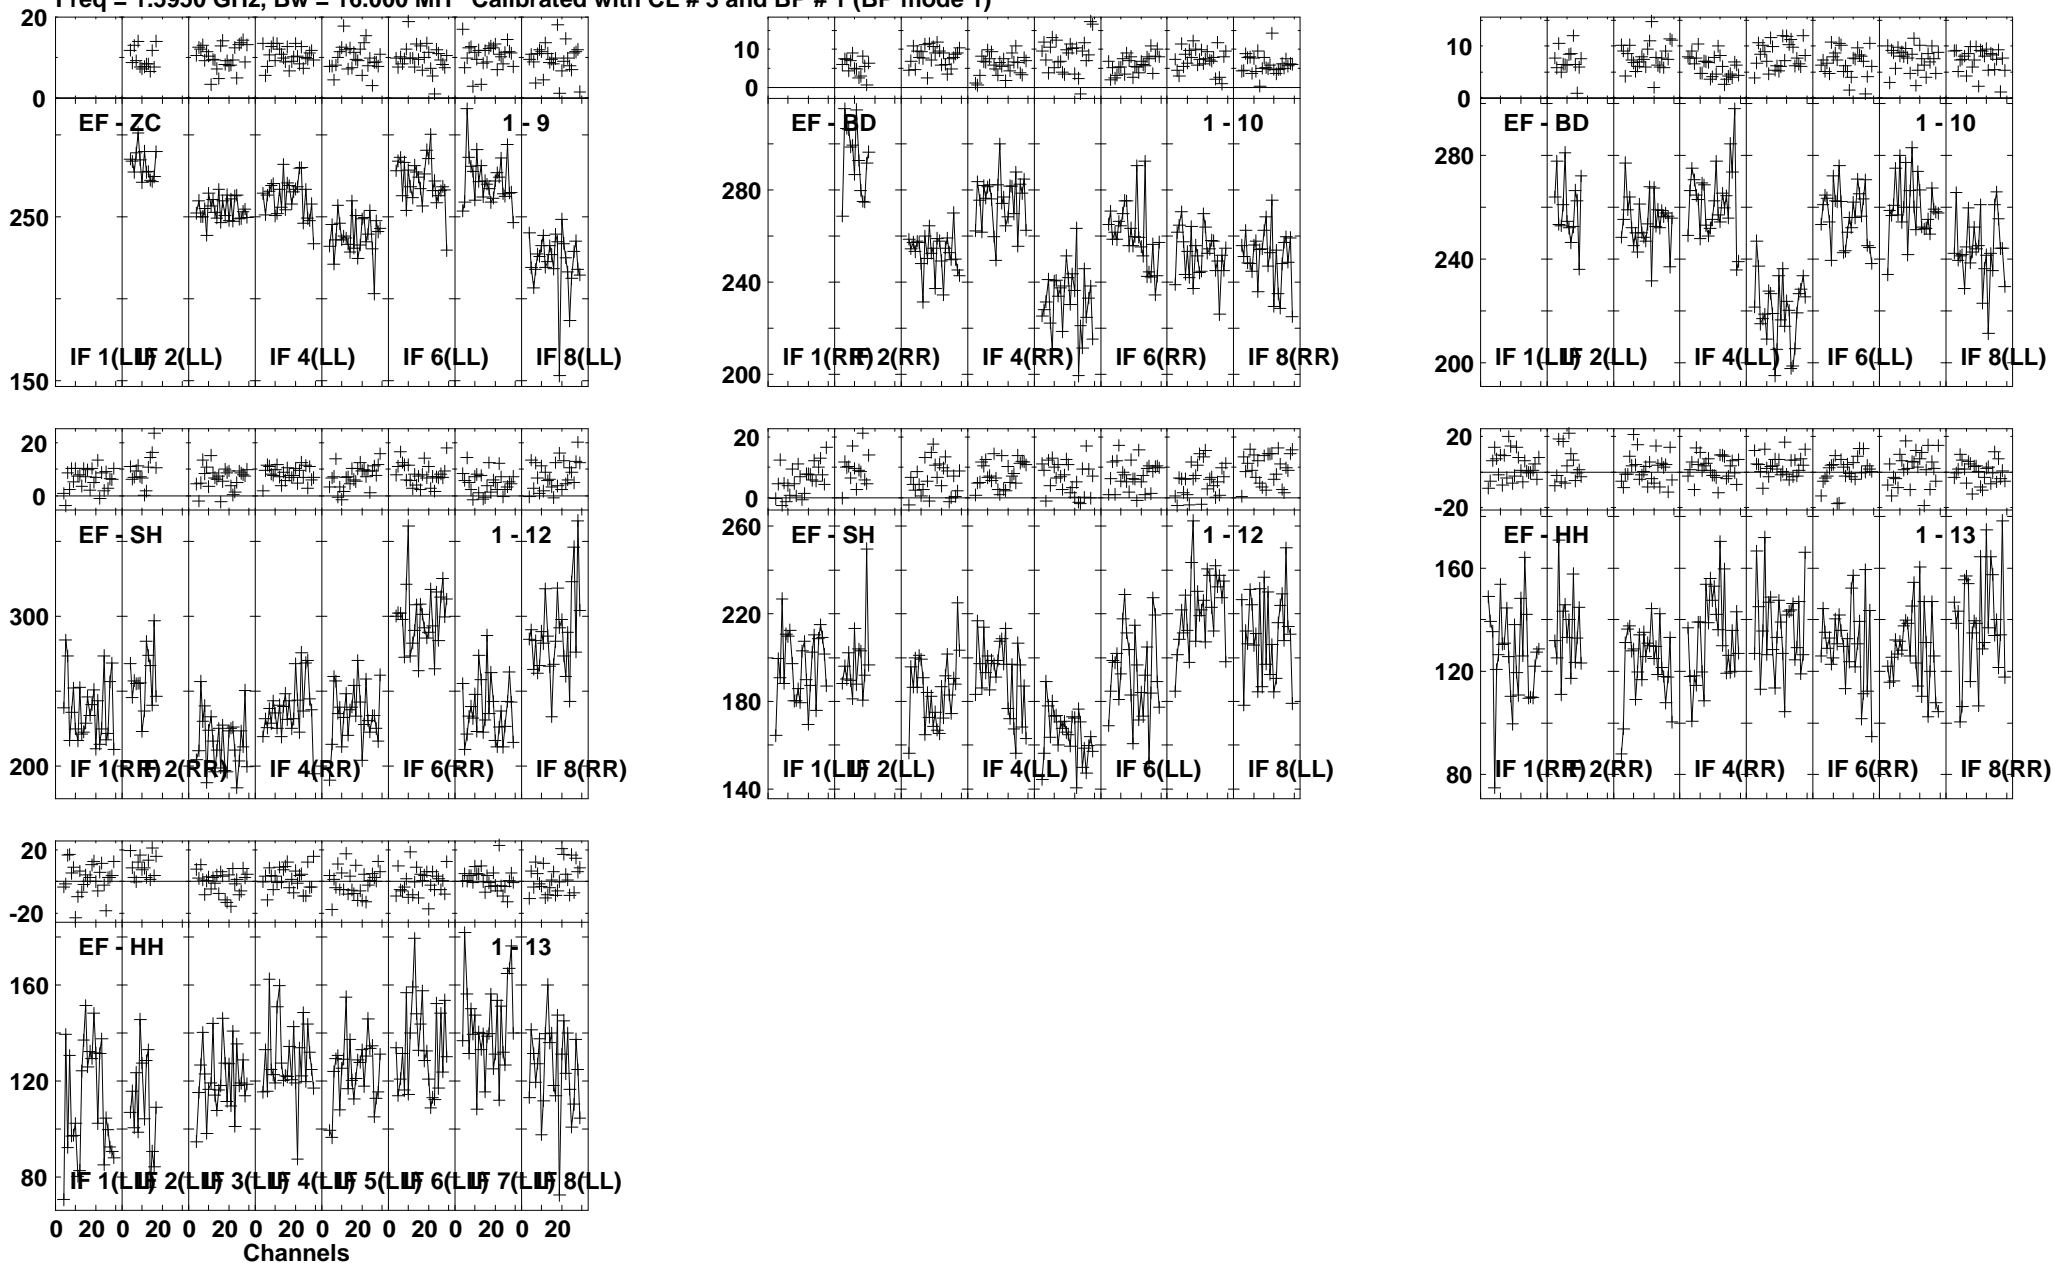 Freq = 1.5950 GHz, Bw = 16.000 MH Calibrated with CL # 3 and BP # 1 (BP mode 1)
20
10
0
EF - ZC 1 - 9
250
150
IF 1(LL) IF 2(LL) IF 4(LL) IF 6(LL) IF 8(LL)
10
0
EF - BD 1 - 10
280
240
200
IF 1(RR) IF 2(RR) IF 4(RR) IF 6(RR) IF 8(RR)
10
0
EF - BD 1 - 10
280
240
200
IF 1(LL) IF 2(LL) IF 4(LL) IF 6(LL) IF 8(LL)
20
0
EF - SH 1 - 12
300
200
IF 1(RR) IF 2(RR) IF 4(RR) IF 6(RR) IF 8(RR)
20
0
EF - SH 1 - 12
260
220
180
140
IF 1(LL) IF 2(LL) IF 4(LL) IF 6(LL) IF 8(LL)
20
-20
EF - HH 1 - 13
160
120
80
IF 1(RR) IF 2(RR) IF 4(RR) IF 6(RR) IF 8(RR)
20
-20
EF - HH 1 - 13
160
120
80
IF 1(LL) IF 2(LL) IF 3(LL) IF 4(LL) IF 5(LL) IF 6(LL) IF 7(LL) IF 8(LL)
0 20 0 20 0 20 0 20 0 20 0 20 0 20 0 20
Channels